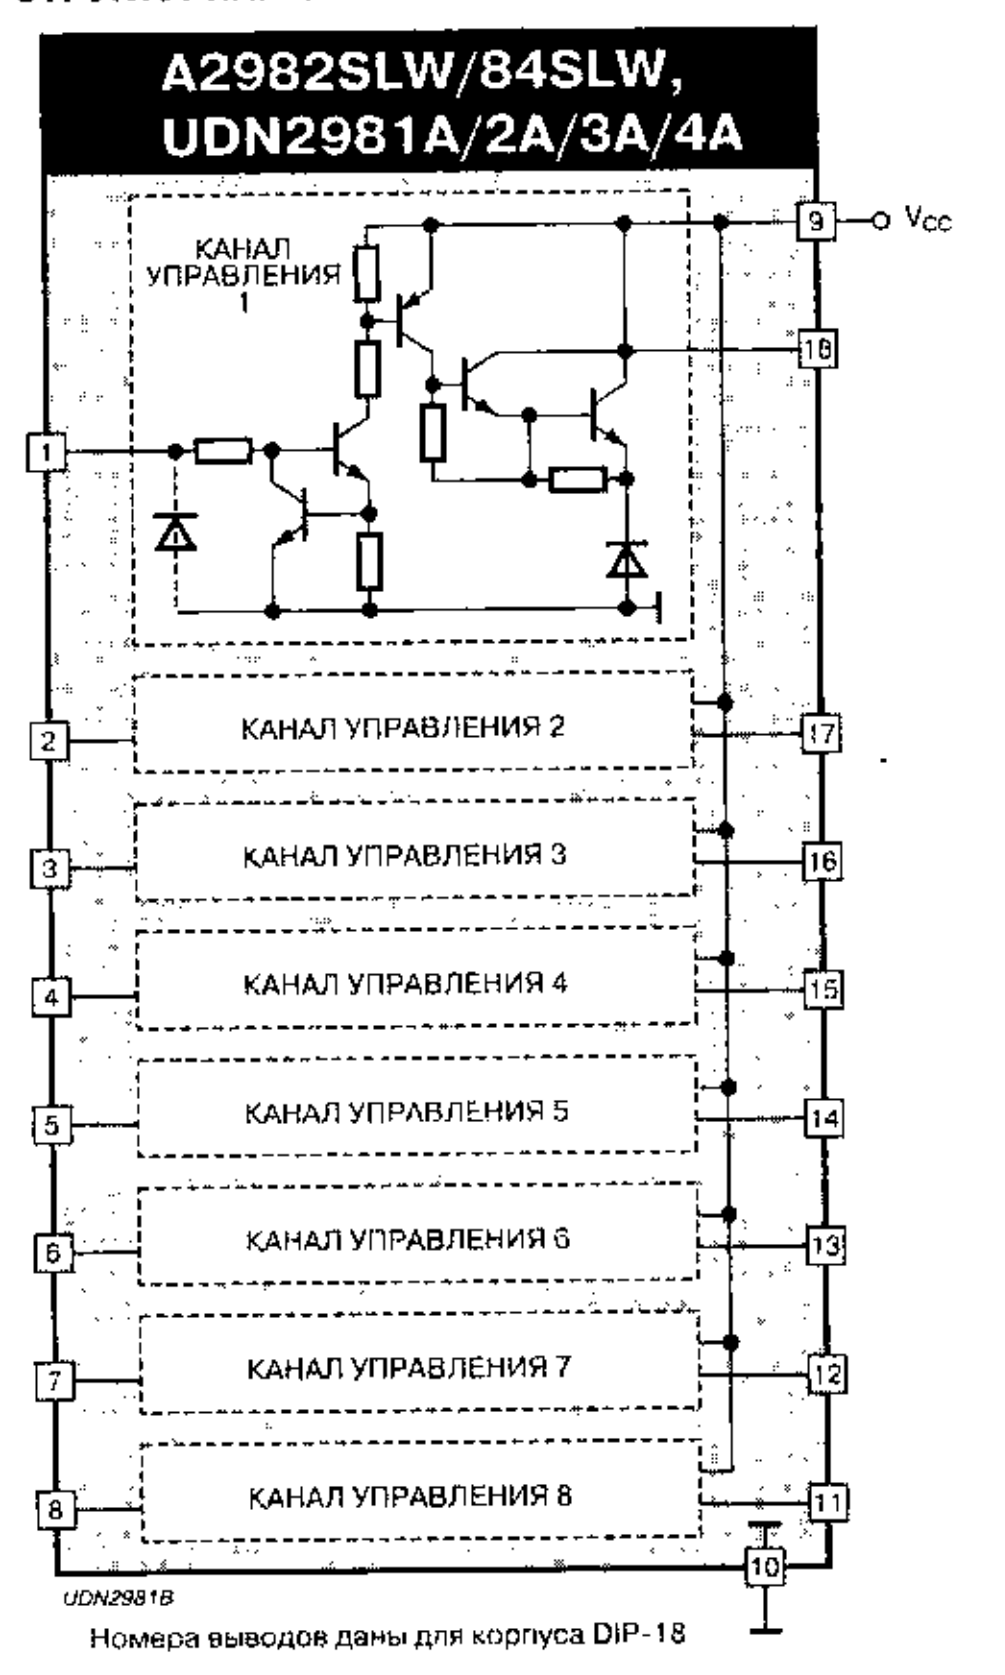 A2982SLW/84SLW,
UDN2981A/2A/3A/4A
КАНАЛ
УПРАВЛЕНИЯ
1
9
VCC
18
1
КАНАЛ УПРАВЛЕНИЯ 2
2
17
КАНАЛ УПРАВЛЕНИЯ 3
3
16
КАНАЛ УПРАВЛЕНИЯ 4
4
15
КАНАЛ УПРАВЛЕНИЯ 5
5
14
КАНАЛ УПРАВЛЕНИЯ 6
6
13
КАНАЛ УПРАВЛЕНИЯ 7
7
12
КАНАЛ УПРАВЛЕНИЯ 8
8
11
10
UDN2981B
Номера выводов даны для корпуса DIP-18